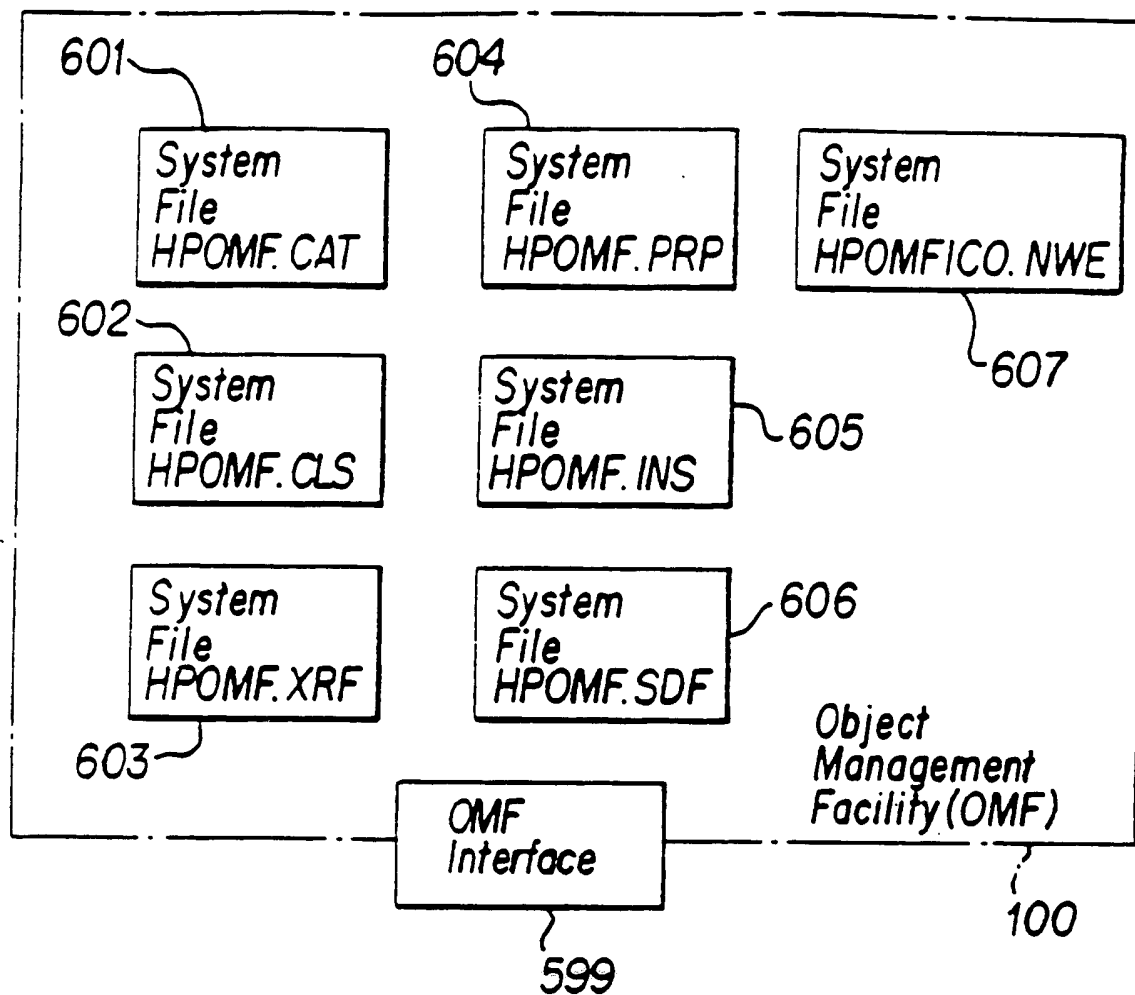 601
604
System
File
HPOMF.CAT
System
File
HPOMF.PRP
System
File
HPOMFICO.NWE
602
607
System
File
HPOMF.CLS
System
File
HPOMF.INS
605
System
File
HPOMF.XRF
System
File
HPOMF.SDF
606
603
Object
Management
Facility (OMF)
OMF
Interface
100
599